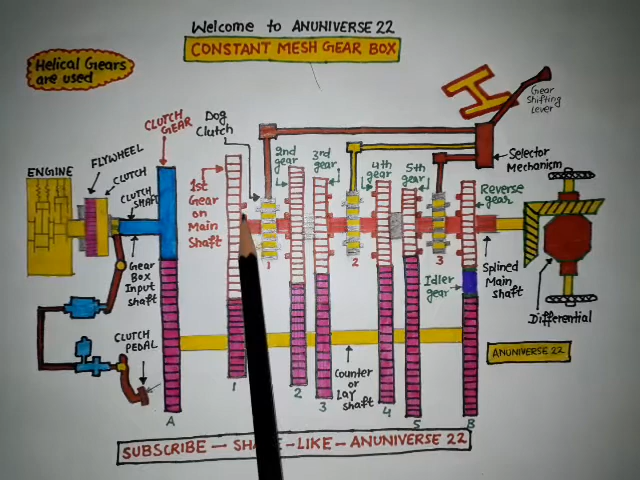 Welcome to ANUNIVERSE 22
CONSTANT MESH GEAR BOX
Helical Gears
are used
Gear
Shifting
Lever
CLUTCH
GEAR
Dog
Clutch
2nd
gear
3rd
gear
4th
gear
5th
gear
Selector
Mechanism
ENGINE
FLYWHEEL
CLUTCH
CLUTCH
SHAFT
1st
Gear
on
Main
Shaft
Reverse
gear
1
2
3
Gear
Box
Input
shaft
Idler
gear
Splined
Main
shaft
Differential
CLUTCH
PEDAL
Counter
or
Lay
shaft
ANUNIVERSE 22
A
1
2
3
4
5
B
SUBSCRIBE - SHARE - LIKE - ANUNIVERSE 22